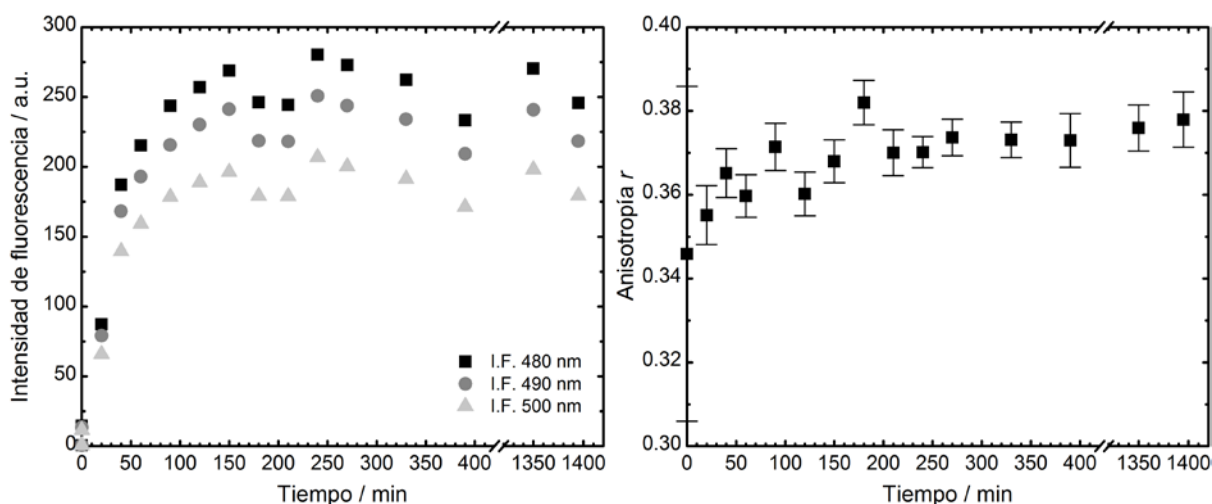 300
250
200
150
100
50
0
Intensidad de fluorescencia / a.u.
I.F. 480 nm
I.F. 490 nm
I.F. 500 nm
0 50 100 150 200 250 300 350 400 1350 1400
Tiempo / min
0.40
0.38
0.36
0.34
0.32
0.30
Anisotropía r
0 50 100 150 200 250 300 350 400 1350 1400
Tiempo / min